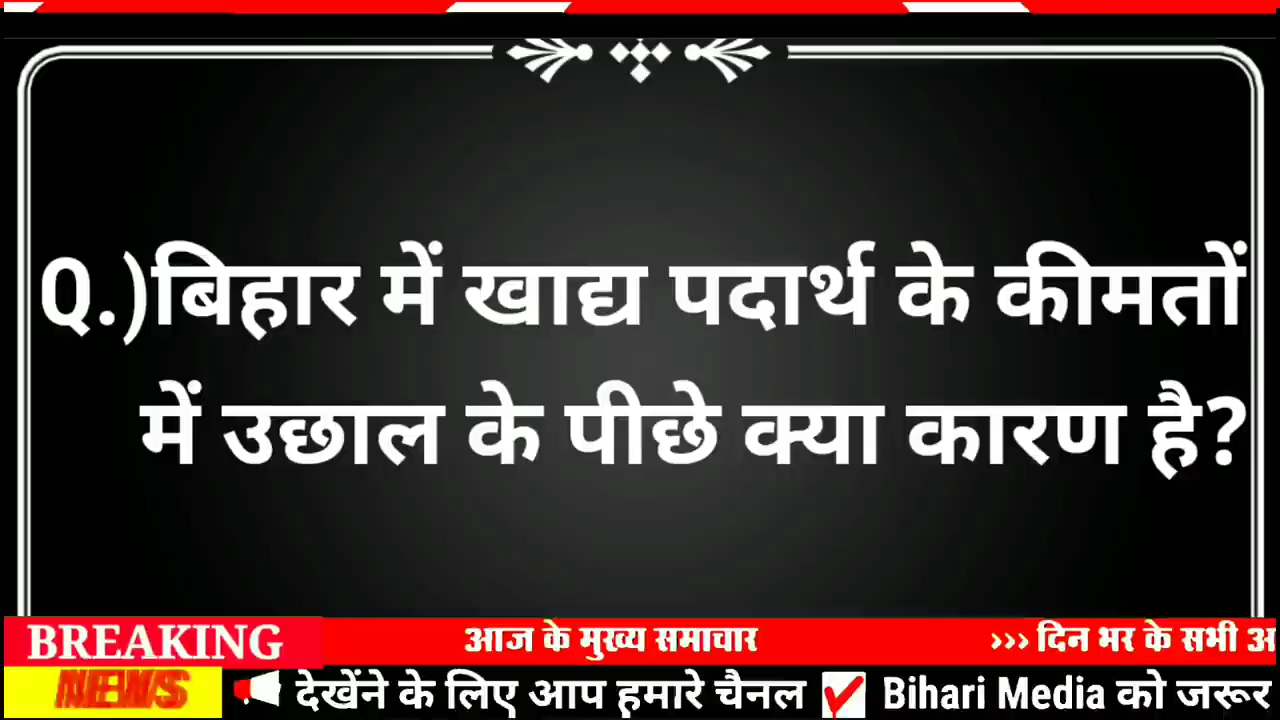 Q.)बिहार में खाद्य पदार्थ के कीमतों
में उछाल के पीछे क्या कारण है?
BREAKING आज के मुख्य समाचार ››› दिन भर के सभी
NEWS देखेंने के लिए आप हमारे चैनल Bihari Media को जरूर